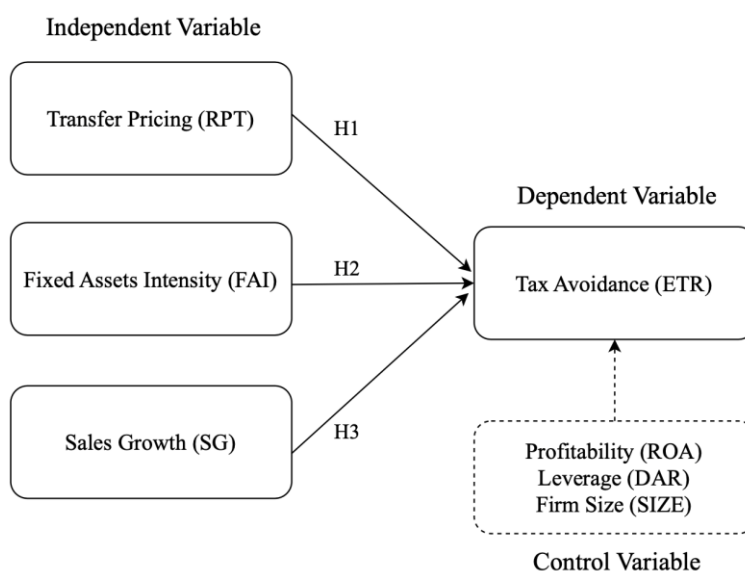 Independent Variable
Transfer Pricing (RPT)
H1
Dependent Variable
Fixed Assets Intensity (FAI)
H2
Tax Avoidance (ETR)
Sales Growth (SG)
H3
Profitability (ROA)
Leverage (DAR)
Firm Size (SIZE)
Control Variable